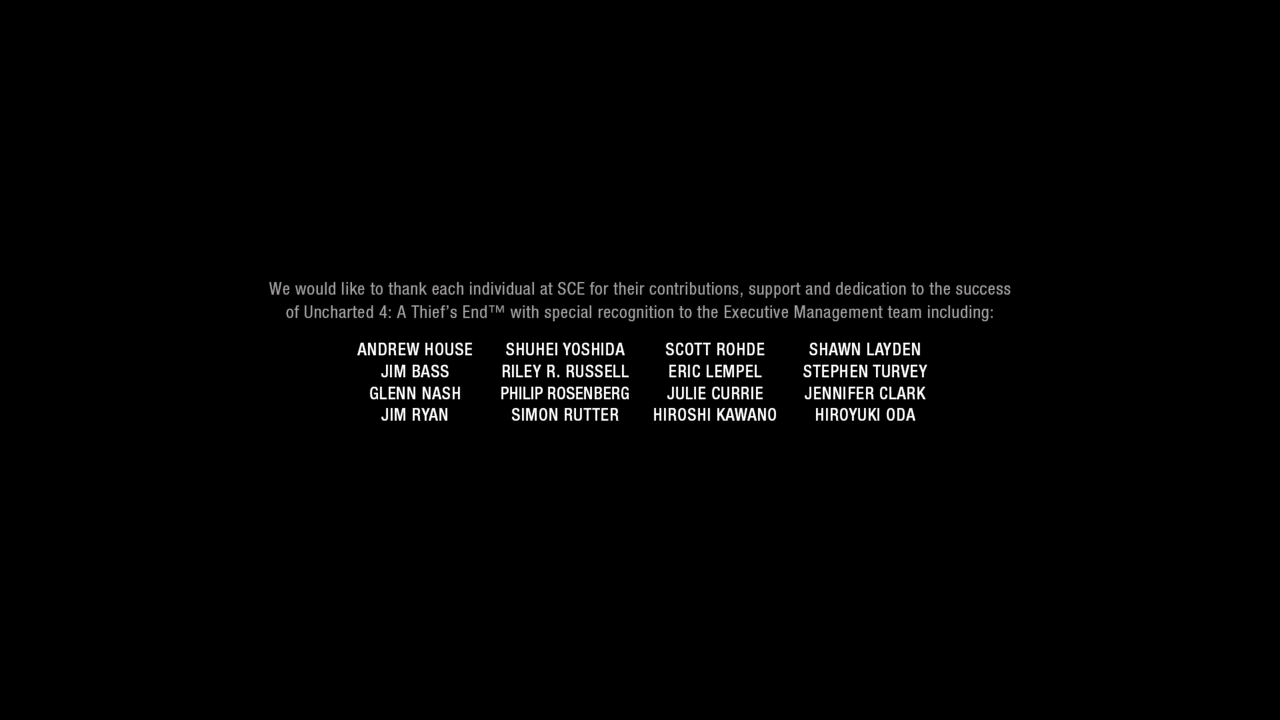 We would like to thank each individual at SCE for their contributions, support and dedication to the success
of Uncharted 4: A Thief's End™ with special recognition to the Executive Management team including:
ANDREW HOUSE SHUHEI YOSHIDA SCOTT ROHDE SHAWN LAYDEN
JIM BASS RILEY R. RUSSELL ERIC LEMPEL STEPHEN TURVEY
GLENN NASH PHILIP ROSENBERG JULIE CURRIE JENNIFER CLARK
JIM RYAN SIMON RUTTER HIROSHI KAWANO HIROYUKI ODA